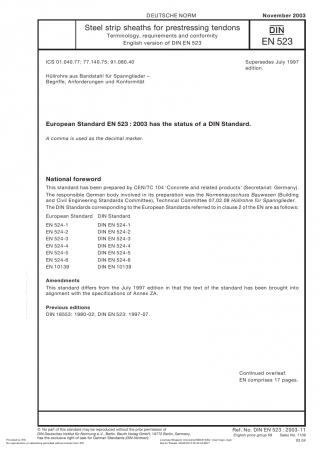 DEUTSCHE NORM
November 2003
Steel strip sheaths for prestressing tendons
Terminology, requirements and conformity
English version of DIN EN 523
DIN
EN 523
ICS 01.040.77; 77.140.75; 91.080.40
Supersedes July 1997
edition.
Hüllrohre aus Bandstahl für Spannglieder –
Begriffe, Anforderungen und Konformität
European Standard EN 523 : 2003 has the status of a DIN Standard.
A comma is used as the decimal marker.
National foreword
This standard has been prepared by CEN/TC 104 ‘Concrete and related products’ (Secretariat: Germany).
The responsible German body involved in its preparation was the Normenausschuss Bauwesen (Building
and Civil Engineering Standards Committee), Technical Committee 07.02.08 Hüllrohre für Spannglieder.
The DIN Standards corresponding to the European Standards referred to in clause 2 of the EN are as follows:
European Standard DIN Standard
EN 524-1 DIN EN 524-1
EN 524-2 DIN EN 524-2
EN 524-3 DIN EN 524-3
EN 524-4 DIN EN 524-4
EN 524-5 DIN EN 524-5
EN 524-6 DIN EN 524-6
EN 10139 DIN EN 10139
Amendments
This standard differs from the July 1997 edition in that the text of the standard has been brought into
alignment with the specifications of Annex ZA.
Previous editions
DIN 18553: 1980-02; DIN EN 523: 1997-07.
Continued overleaf.
EN comprises 17 pages.
© No part of this standard may be reproduced without the prior permission of
DIN Deutsches Institut für Normung e.V., Berlin. Beuth Verlag GmbH, 10772 Berlin, Germany,
has the exclusive right of sale for German Standards (DIN-Normen).
Ref. No. DIN EN 523 : 2003-11
English price group 09 Sales No. 1109
03.04